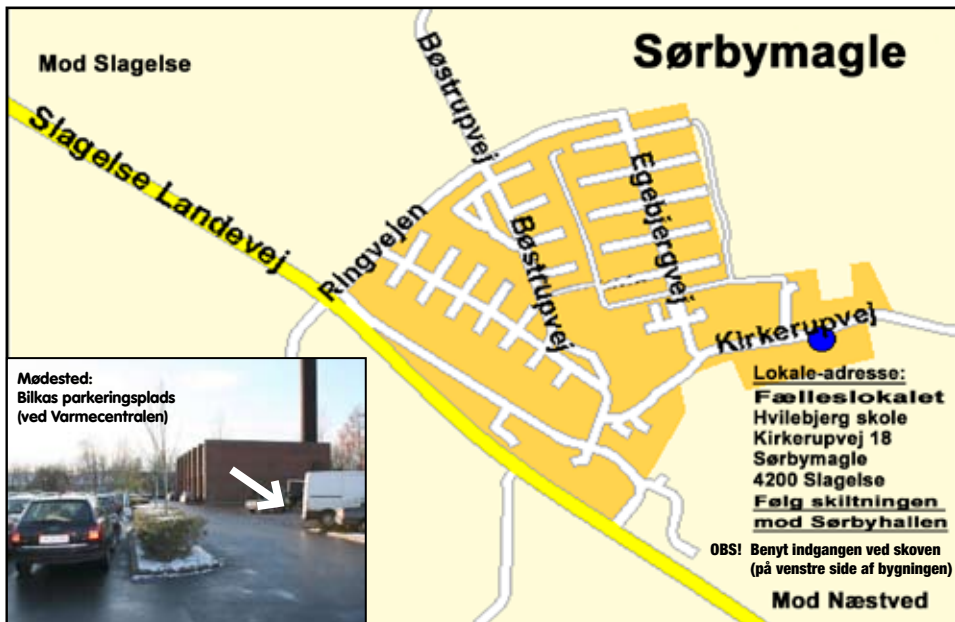 Sørbymagle
Mod Slagelse
Bøstrupvej
Slagelse Landevej
Ringvejen
Bøstrupvej
Egebjergvej
Kirkerupvej
Mødested:
Bilkas parkeringsplads
(ved Varmecentralen)
Lokale-adresse:
Fælleslokalet
Hvilebjerg skole
Kirkerupvej 18
Sørbymagle
4200 Slagelse
Følg skiltningen
mod Sørbyhallen
OBS! Benyt indgangen ved skoven
(på venstre side af bygningen)
Mod Næstved